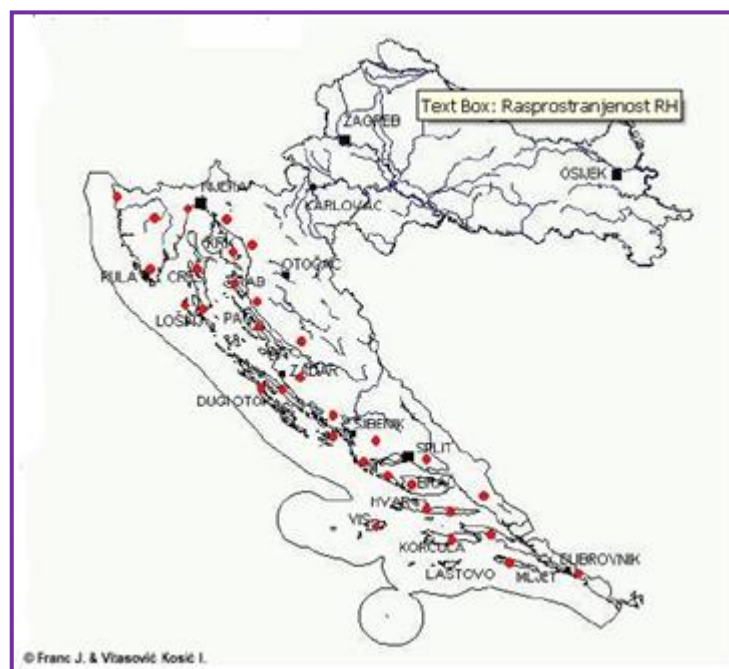 Text Box: Rasprostranjenost RH
ZAGREB
OSIJEK
KARLOVAC
KRK
OTOČAC
PULA
CRES
RAB
LOŠINJ
PAG
ZADAR
DUGI OTOK
ŠIBENIK
SPLIT
BRAČ
HVAR
VIS
KORČULA
DUBROVNIK
LASTOVO
MLJET
© Franc J. & Vitasović Kosić I.